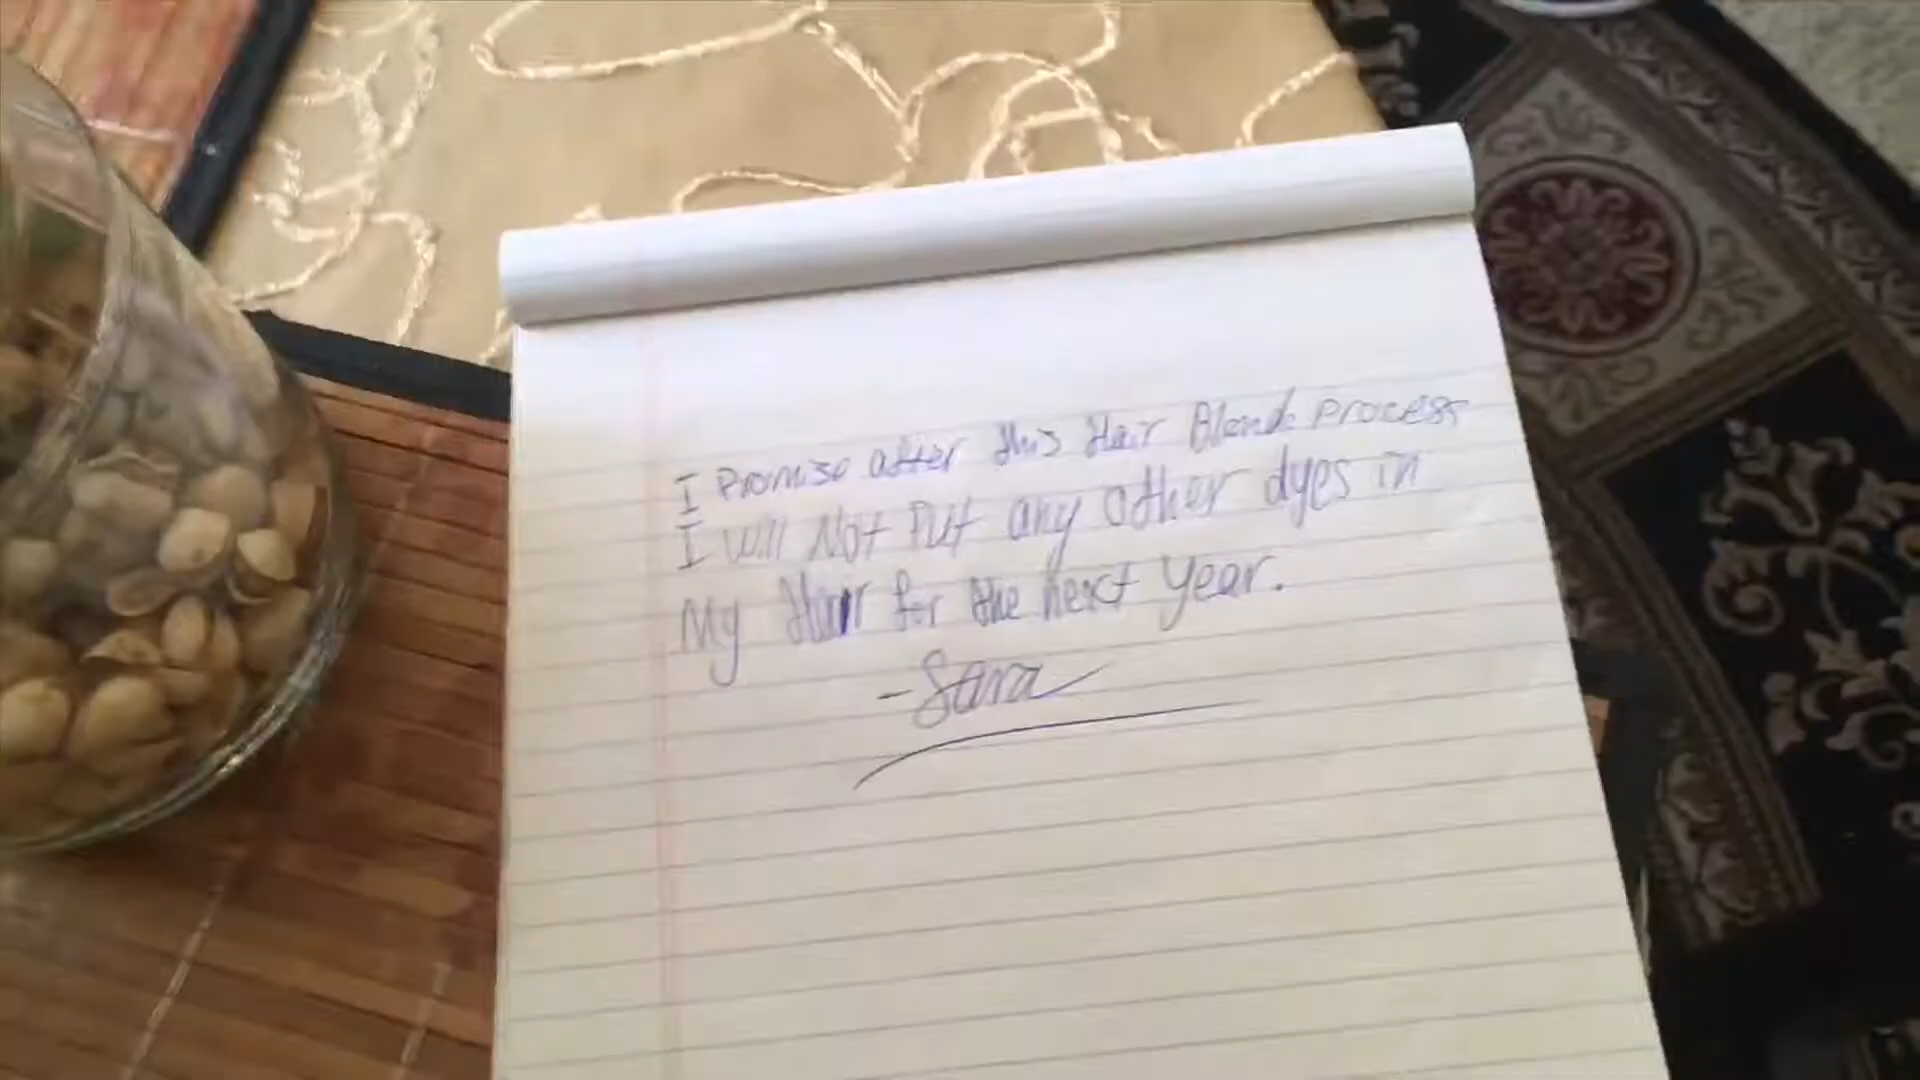 I Promise after this Hair Blonde process
I will Not Put any other dyes in
My Hair for the next year.
-Sara